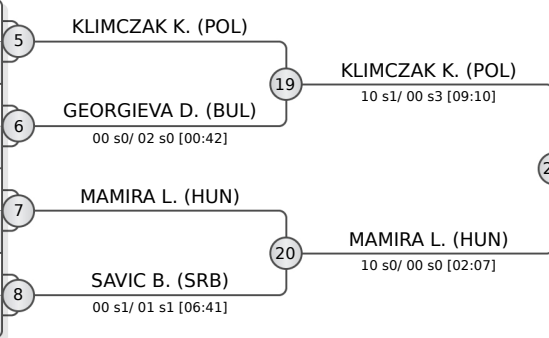 5
KLIMCZAK K. (POL)
19
KLIMCZAK K. (POL)
10 s1/ 00 s3 [09:10]
6
GEORGIEVA D. (BUL)
00 s0/ 02 s0 [00:42]
7
MAMIRA L. (HUN)
20
MAMIRA L. (HUN)
10 s0/ 00 s0 [02:07]
8
SAVIC B. (SRB)
00 s1/ 01 s1 [06:41]